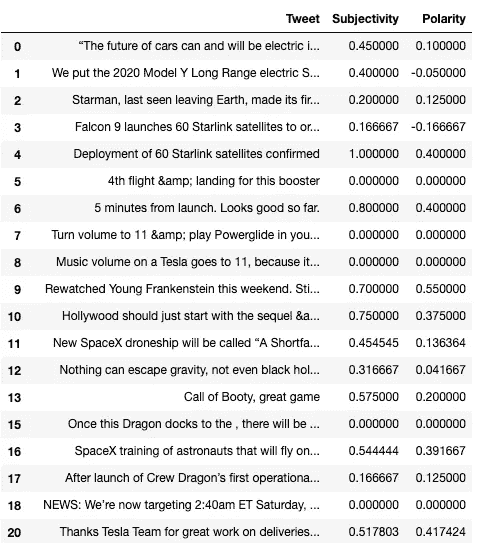 Tweet Subjectivity Polarity
0 “The future of cars can and will be electric i... 0.450000 0.100000
1 We put the 2020 Model Y Long Range electric S... 0.400000 -0.050000
2 Starman, last seen leaving Earth, made its fir... 0.200000 0.125000
3 Falcon 9 launches 60 Starlink satellites to or... 0.166667 -0.166667
4 Deployment of 60 Starlink satellites confirmed 1.000000 0.400000
5 4th flight &amp; landing for this booster 0.000000 0.000000
6 5 minutes from launch. Looks good so far. 0.800000 0.400000
7 Turn volume to 11 &amp; play Powerglide in you... 0.000000 0.000000
8 Music volume on a Tesla goes to 11, because it... 0.000000 0.000000
9 Rewatched Young Frankenstein this weekend. Sti... 0.700000 0.550000
10 Hollywood should just start with the sequel &a... 0.750000 0.375000
11 New SpaceX droneship will be called “A Shortfa... 0.454545 0.136364
12 Nothing can escape gravity, not even black hol... 0.316667 0.041667
13 Call of Booty, great game 0.575000 0.200000
15 Once this Dragon docks to the , there will be ... 0.000000 0.000000
16 SpaceX training of astronauts that will fly on... 0.544444 0.391667
17 After launch of Crew Dragon’s first operationa... 0.166667 0.125000
18 NEWS: We’re now targeting 2:40am ET Saturday, ... 0.000000 0.000000
20 Thanks Tesla Team for great work on deliveries... 0.517803 0.417424